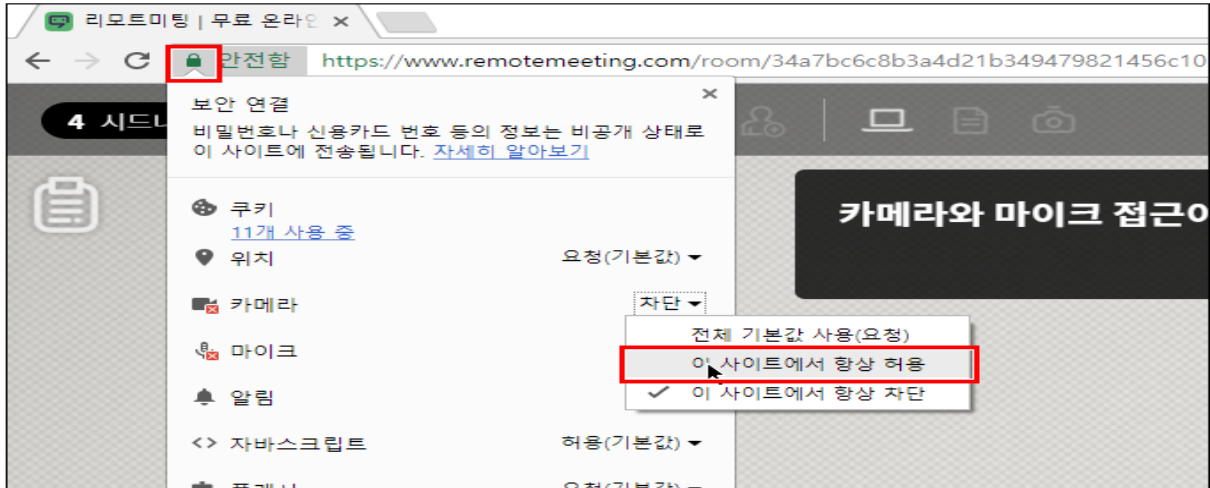 리모트미팅 | 무료 온라인
안전함 https://www.remotemeeting.com/room/34a7bc6c8b3a4d21b349479821456c10
4 시드니
보안 연결
비밀번호나 신용카드 번호 등의 정보는 비공개 상태로
이 사이트에 전송됩니다. 자세히 알아보기
카메라와 마이크 접근이
쿠키
11개 사용 중
위치 요청(기본값)
카메라 차단
전체 기본값 사용(요청)
마이크
이 사이트에서 항상 허용
알림
이 사이트에서 항상 차단
자바스크립트 허용(기본값)